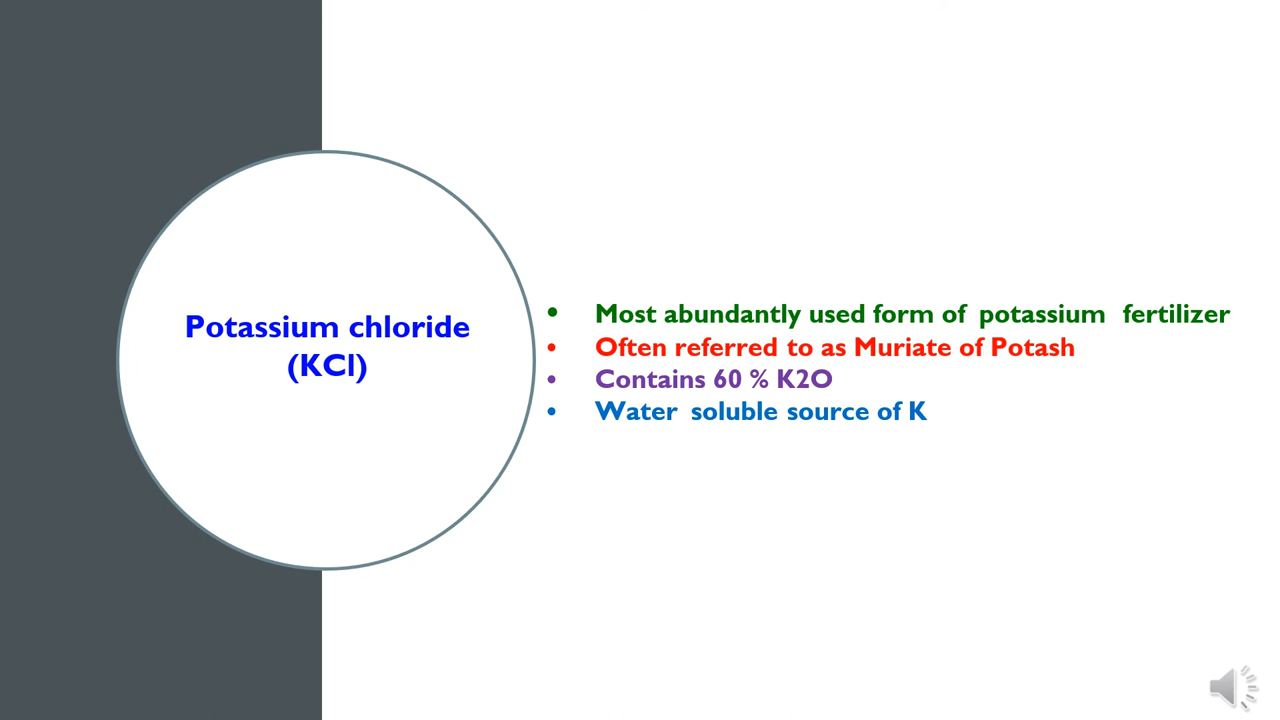 Potassium chloride
(KCl)
• Most abundantly used form of potassium fertilizer
• Often referred to as Muriate of Potash
• Contains 60 % K2O
• Water soluble source of K